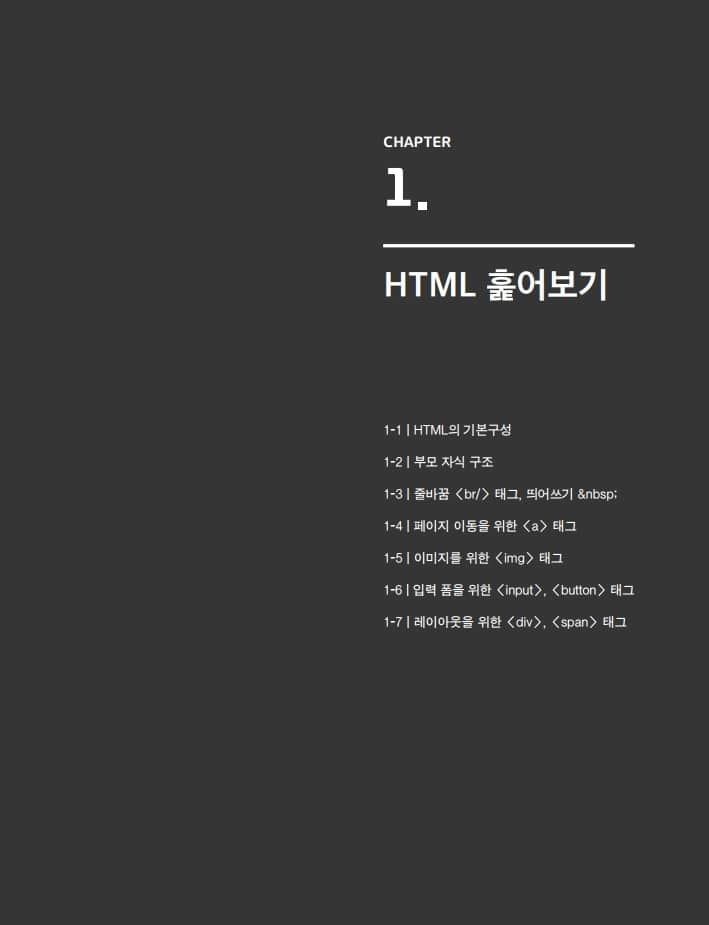 CHAPTER
1.
HTML 훑어보기
1-1 | HTML의 기본구성
1-2 | 부모 자식 구조
1-3 | 줄바꿈 〈br/〉 태그, 띄어쓰기 &nbsp;
1-4 | 페이지 이동을 위한 〈a〉 태그
1-5 | 이미지를 위한 〈img〉 태그
1-6 | 입력 폼을 위한 〈input〉, 〈button〉 태그
1-7 | 레이아웃을 위한 〈div〉, 〈span〉 태그